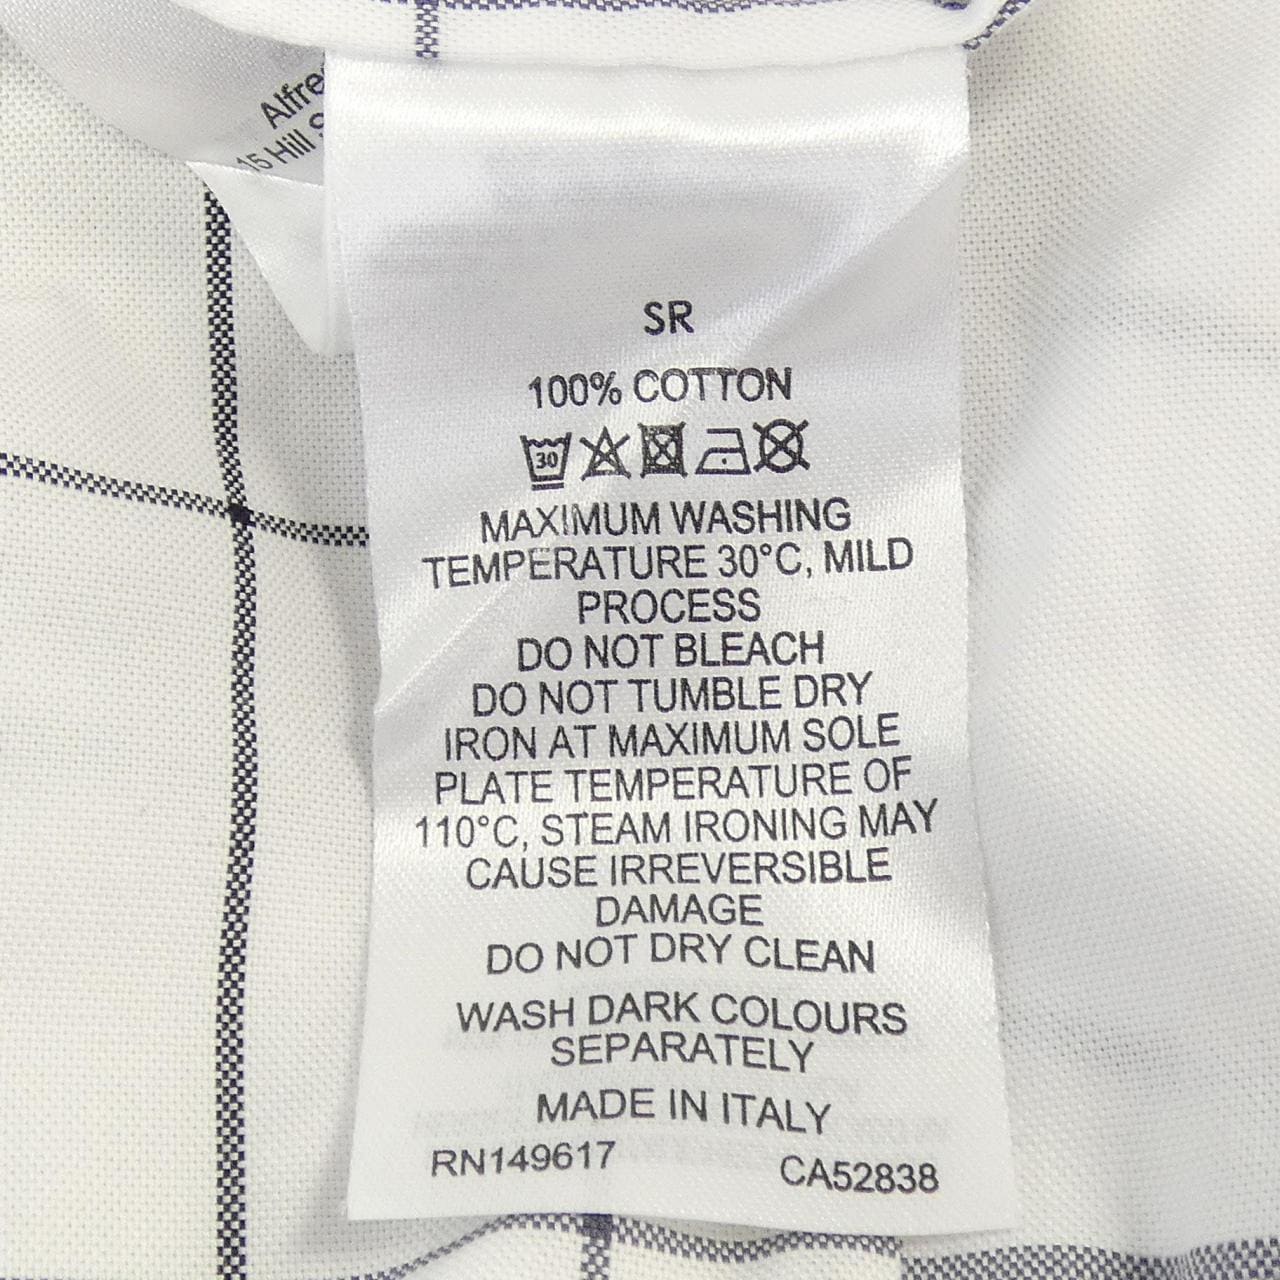 Alfre
15 Hill S
SR
100% COTTON
30
MAXIMUM WASHING
TEMPERATURE 30°C, MILD
PROCESS
DO NOT BLEACH
DO NOT TUMBLE DRY
IRON AT MAXIMUM SOLE
PLATE TEMPERATURE OF
110°C, STEAM IRONING MAY
CAUSE IRREVERSIBLE
DAMAGE
DO NOT DRY CLEAN
WASH DARK COLOURS
SEPARATELY
MADE IN ITALY
RN149617 CA52838